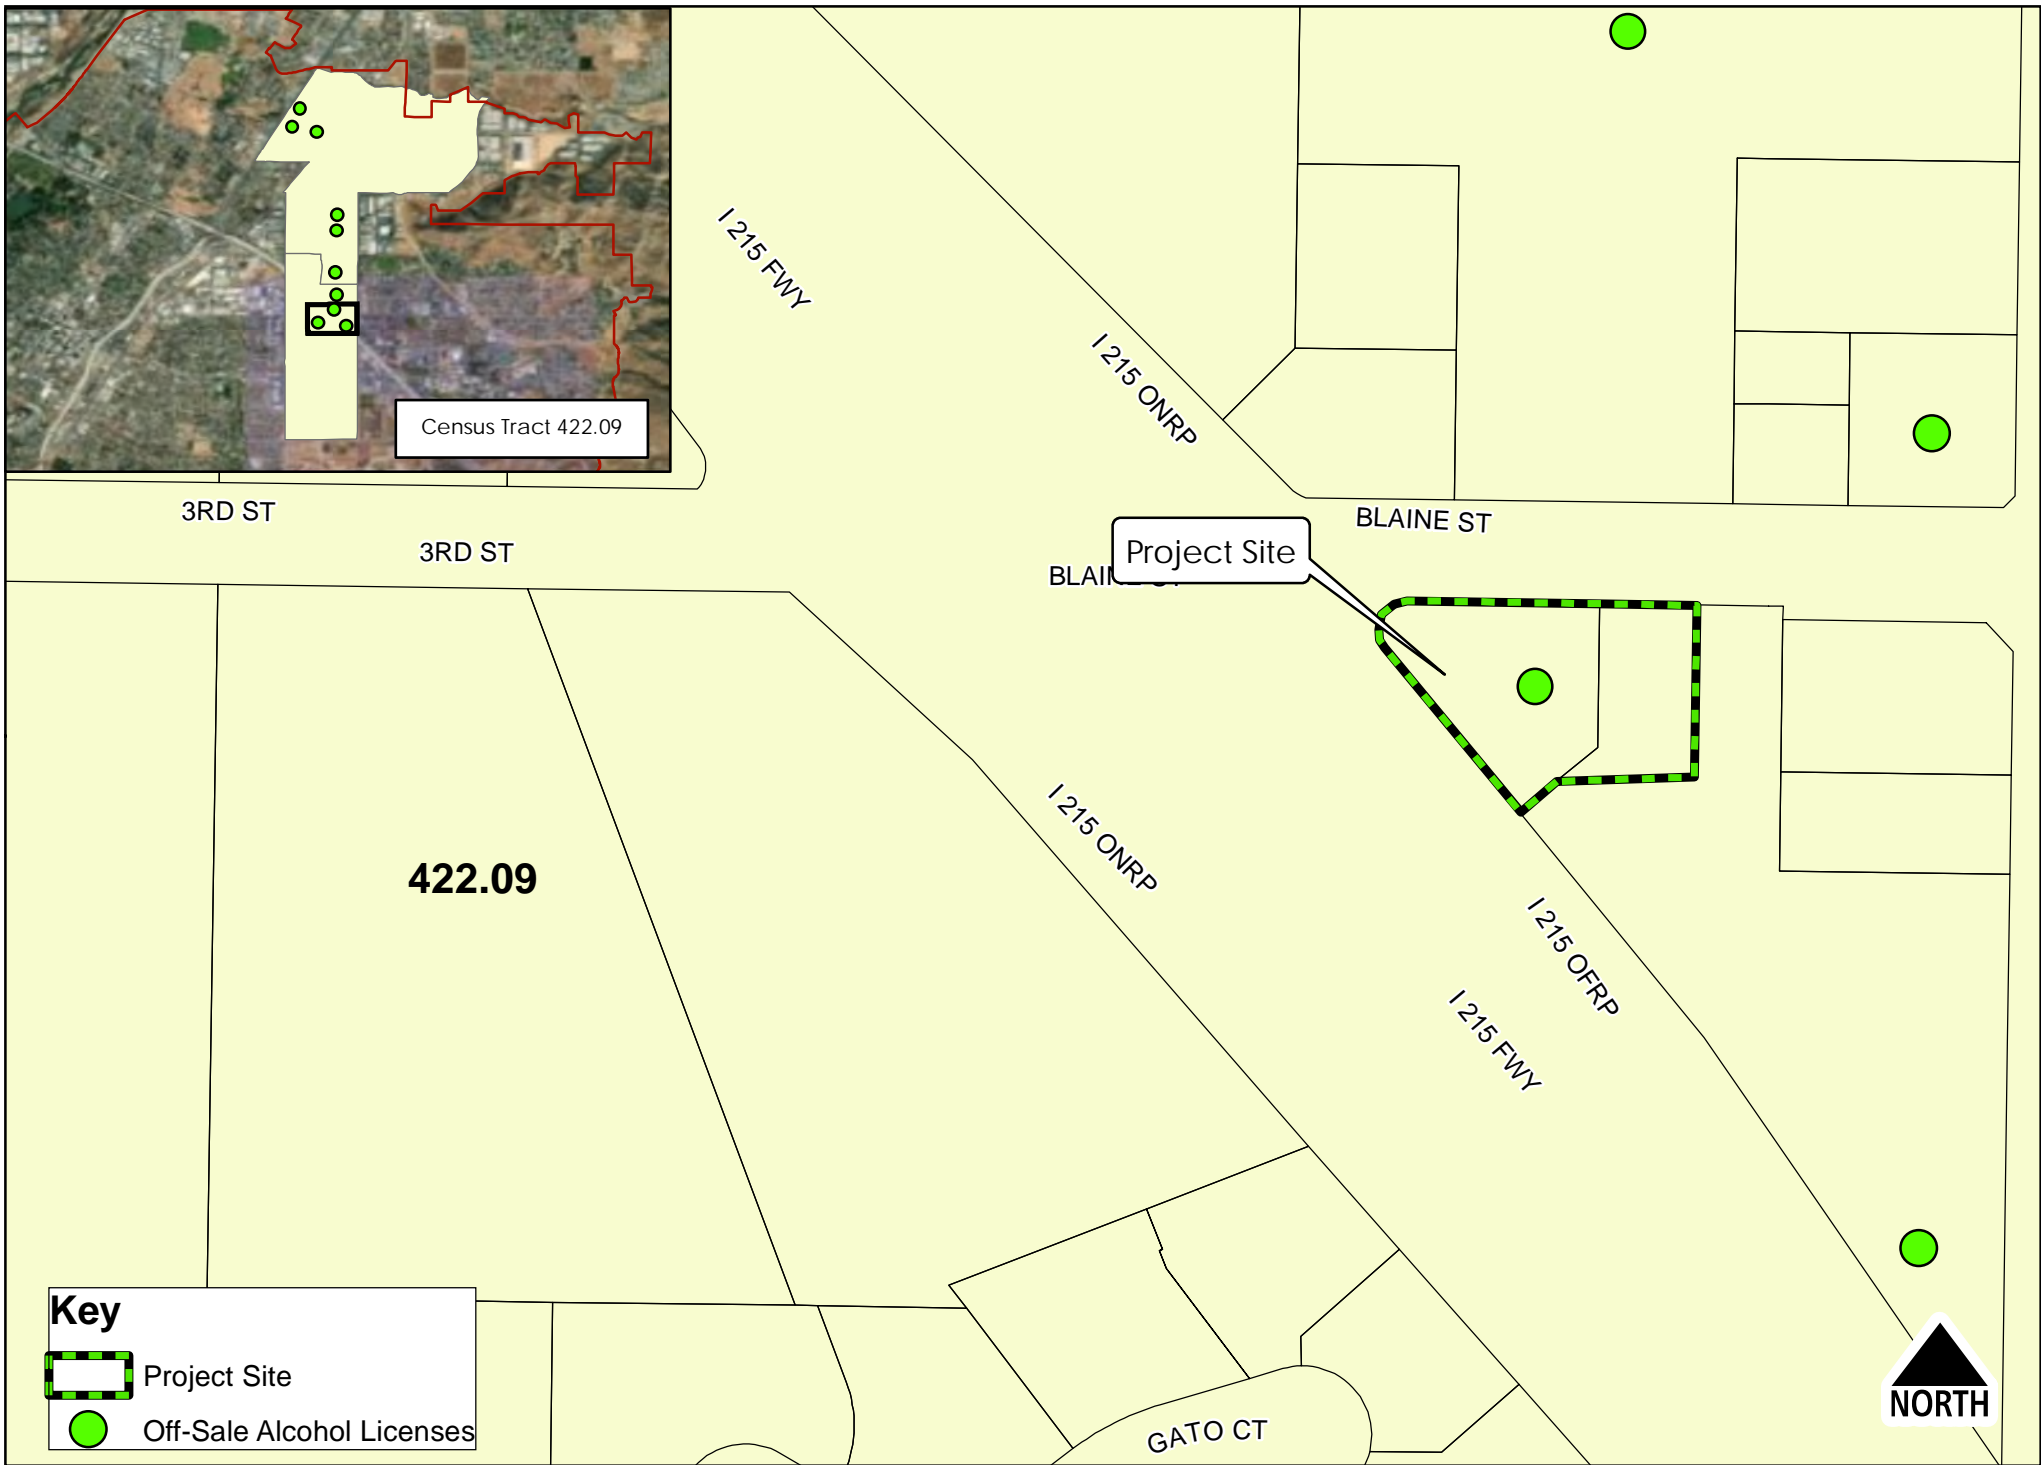 Census Tract 422.09
I 215 FWY
I 215 ONRP
3RD ST
3RD ST
BLAINE ST
Project Site
I 215 ONRP
422.09
I 215 OFRP
I 215 FWY
Key
Project Site
Off-Sale Alcohol Licenses
GATO CT
NORTH